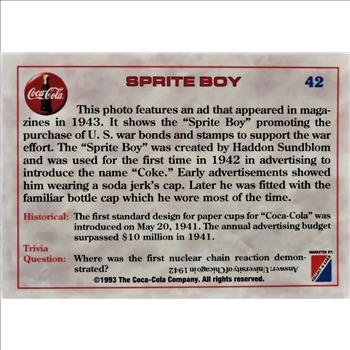 Coca-Cola
SPRITE BOY
42
This photo features an ad that appeared in maga-
zines in 1943. It shows the "Sprite Boy" promoting
the purchase of U. S. war bonds and stamps to support the war
effort. The "Sprite Boy" was created by Haddon Sundblom
and was used for the first time in 1942 in advertising to
introduce the name "Coke." Early advertisements showed
him wearing a soda jerk's cap. Later he was fitted with the
familiar bottle cap which he wore most of the time.
Historical: The first standard design for paper cups for "Coca-Cola" was
introduced on May 20, 1941. The annual advertising budget
surpassed $10 million in 1941.
Trivia
Question: Where was the first nuclear chain reaction demon-
strated?
Answer: University of Chicago in 1942
©1993 The Coca-Cola Company. All rights reserved.
MARKETED BY: